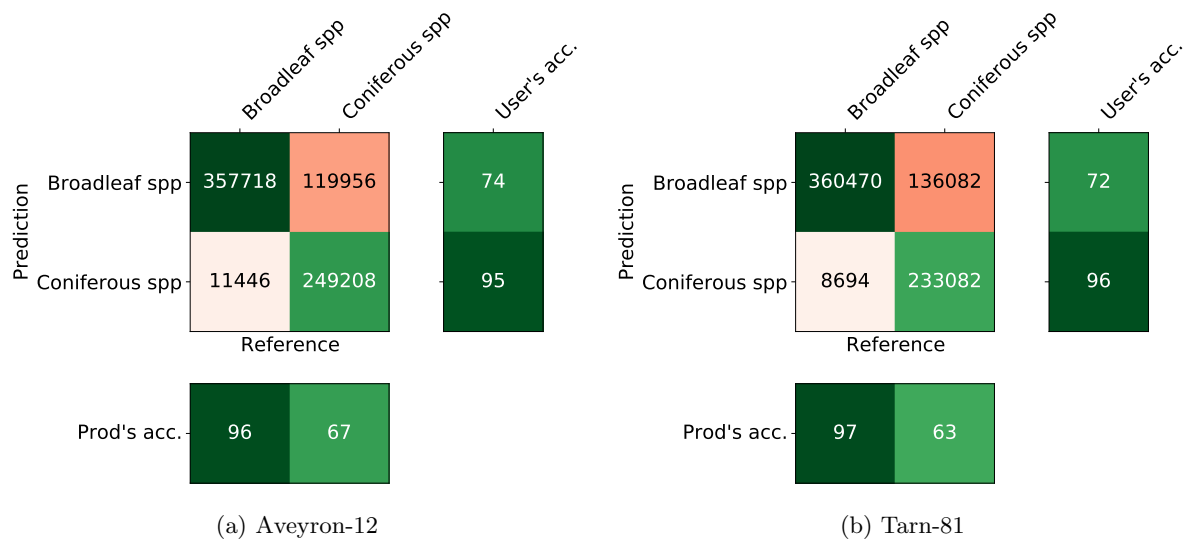 Broadleaf spp
Coniferous spp
User's acc.
Prediction
Broadleaf spp 357718 119956 74
Coniferous spp 11446 249208 95
Reference
Prod's acc. 96 67
(a) Aveyron-12
Broadleaf spp
Coniferous spp
User's acc.
Prediction
Broadleaf spp 360470 136082 72
Coniferous spp 8694 233082 96
Reference
Prod's acc. 97 63
(b) Tarn-81